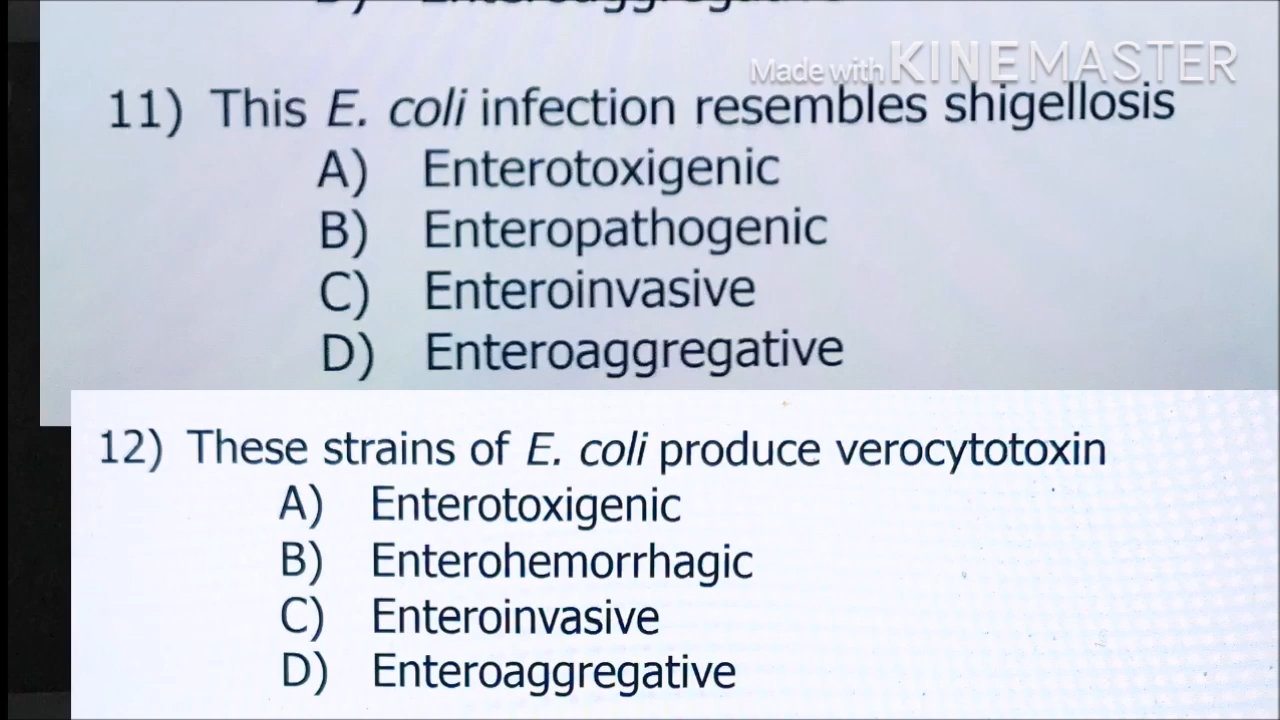 D) Enteroaggregative
Made with KINEMASTER
11) This E. coli infection resembles shigellosis
A) Enterotoxigenic
B) Enteropathogenic
C) Enteroinvasive
D) Enteroaggregative
12) These strains of E. coli produce verocytotoxin
A) Enterotoxigenic
B) Enterohemorrhagic
C) Enteroinvasive
D) Enteroaggregative